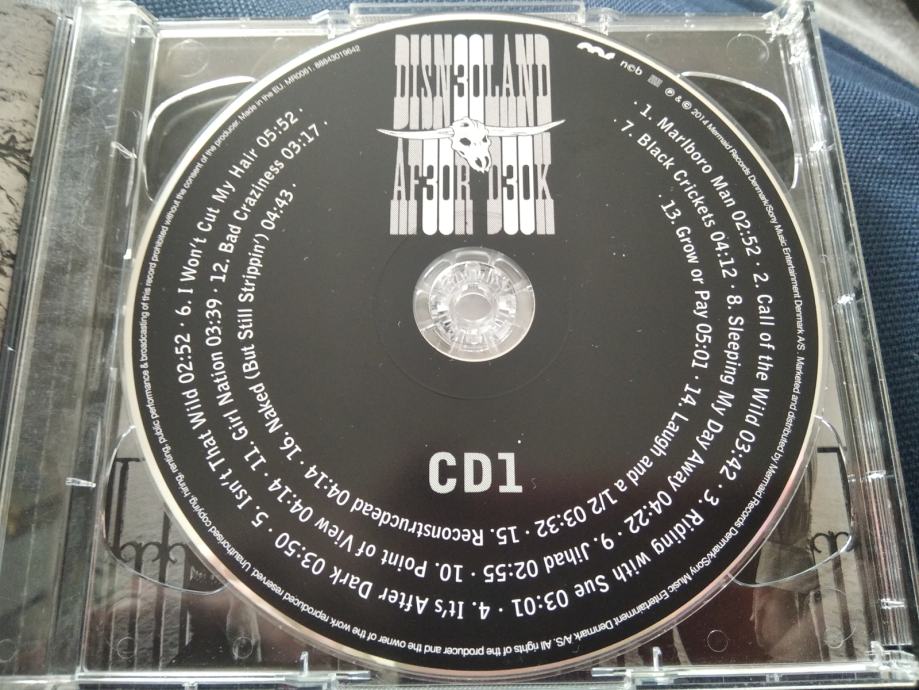 DISN30LAND
AF30R D30K
ncb
℗ & © 2014 Mermaid Records Denmark/Sony Music Entertainment Denmark A/S. Marketed and distributed by Mermaid Records Denmark/Sony Music Entertainment Denmark A/S. All rights of the producer and the owner of the work reproduced reserved. Unauthorised copying, hiring, renting, public performance & broadcasting of this record prohibited without the consent of the producer. Made in the EU. MR0061. 88843019642
· 1. Marlboro Man 02:52 · 2. Call of the Wild 03:42 · 3. Riding With Sue 03:01 · 4. It's After Dark 03:50 · 5. Isn't That Wild 02:52 · 6. I Won't Cut My Hair 05:52 ·
· 7. Black Crickets 04:12 · 8. Sleeping My Day Away 04:22 · 9. Jihad 02:55 · 10. Point of View 04:14 · 11. Girl Nation 03:39 · 12. Bad Craziness 03:17 ·
13. Grow or Pay 05:01 · 14. Laugh and a 1/2 03:32 · 15. Reconstrucdead 04:14 · 16. Naked (But Still Strippin') 04:43 ·
CD1